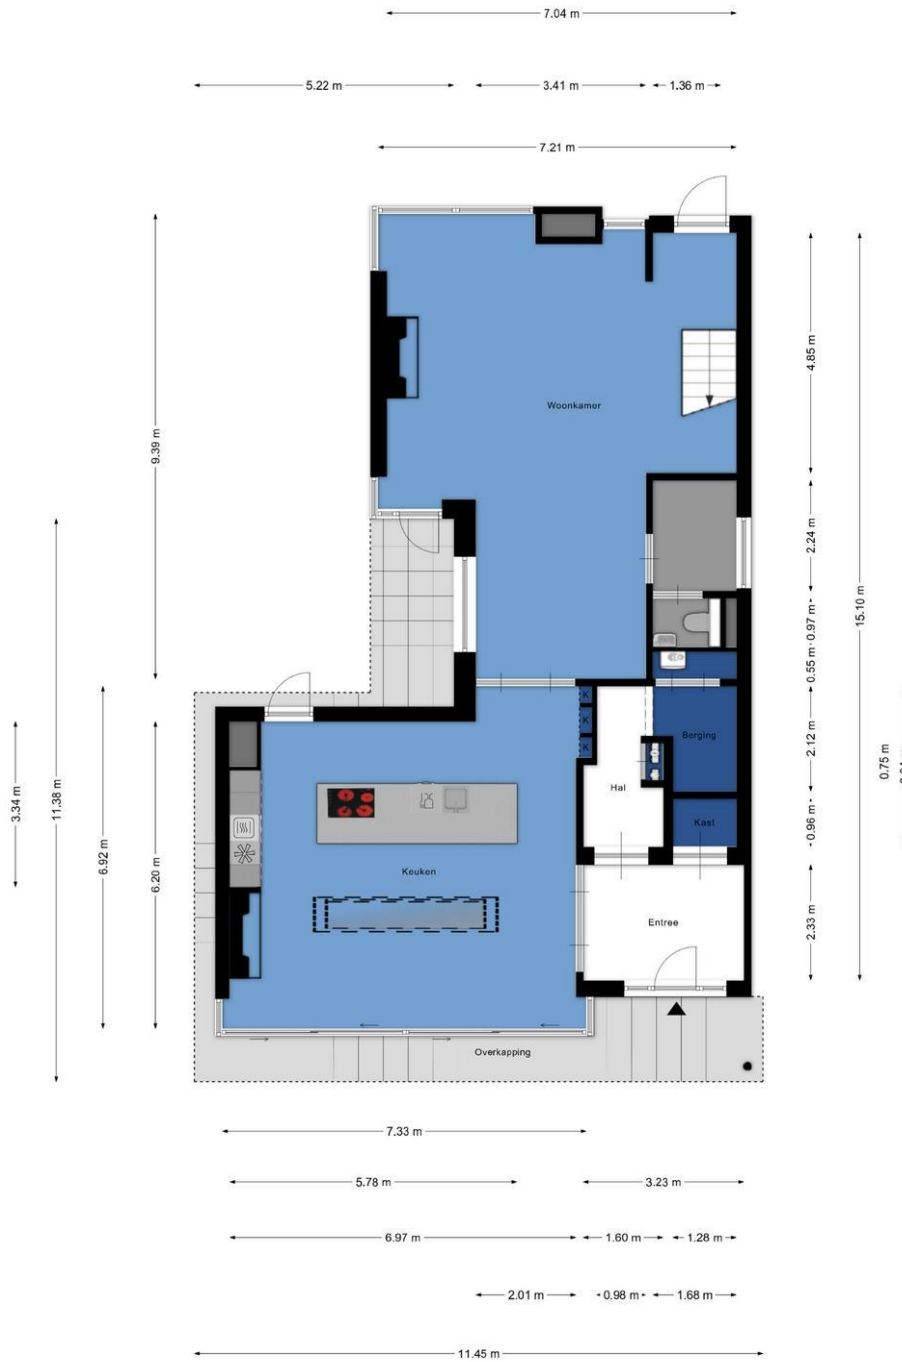 7.04 m
5.22 m
3.41 m
1.36 m
7.21 m
9.39 m
4.85 m
15.10 m
Woonkamer
2.24 m
0.97 m
0.55 m
11.38 m
6.92 m
3.34 m
6.20 m
K
K
K
Berging
2.12 m
0.75 m
Hal
Kast
0.96 m
Keuken
Entree
2.33 m
Overkapping
7.33 m
5.78 m
3.23 m
6.97 m
1.60 m
1.28 m
2.01 m
0.98 m
1.68 m
11.45 m